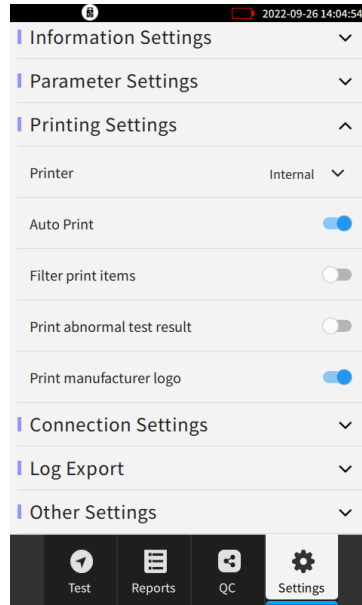 2022-09-26 14:04:54
Information Settings
Parameter Settings
Printing Settings
Printer Internal
Auto Print
Filter print items
Print abnormal test result
Print manufacturer logo
Connection Settings
Log Export
Other Settings
Test Reports QC Settings